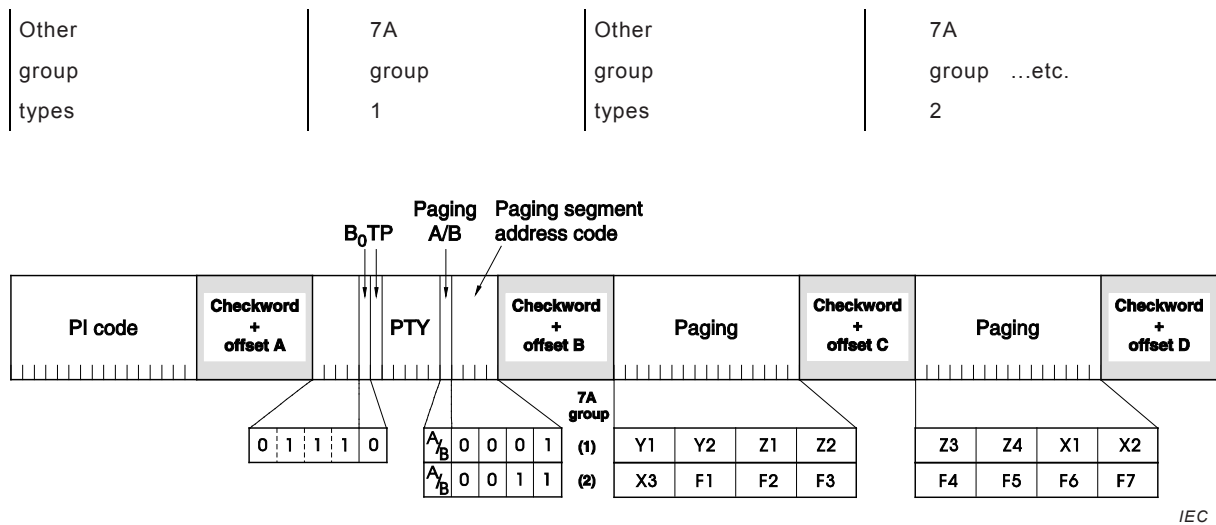 Other 7A Other 7A
group group group group ...etc.
types 1 types 2
Paging Paging segment
B0TP A/B address code
PI code Checkword + offset A PTY Checkword + offset B Paging Checkword + offset C Paging Checkword + offset D
7A group
0 1 1 1 0 A/B 0 0 0 1 (1) Y1 Y2 Z1 Z2 Z3 Z4 X1 X2
A/B 0 0 1 1 (2) X3 F1 F2 F3 F4 F5 F6 F7
IEC